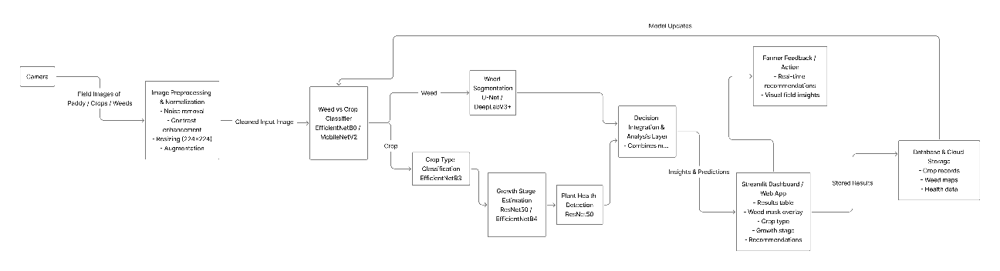 Model Updates
Camera
Field Images of
Paddy / Crops / Weeds
Image Preprocessing
& Normalization
- Noise removal
- Contrast
enhancement
- Resizing (224×224)
- Augmentation
Cleaned Input Image
Weed vs Crop
Classifier
EfficientNetB0 /
MobileNetV2
Weed
Weed
Segmentation
U-Net /
DeepLabV3+
Crop
Crop Type
Classification
EfficientNetB3
Growth Stage
Estimation
ResNet50 /
EfficientNetB4
Plant Health
Detection
ResNet50
Decision
Integration &
Analysis Layer
- Combines m...
Insights & Predictions
Streamlit Dashboard /
Web App
- Results table
- Weed mask overlay
- Crop type
- Growth stage
- Recommendations
Farmer Feedback /
Action
- Real-time
recommendations
- Visual field insights
Stored Results
Database & Cloud
Storage
- Crop records
- Weed maps
- Health data